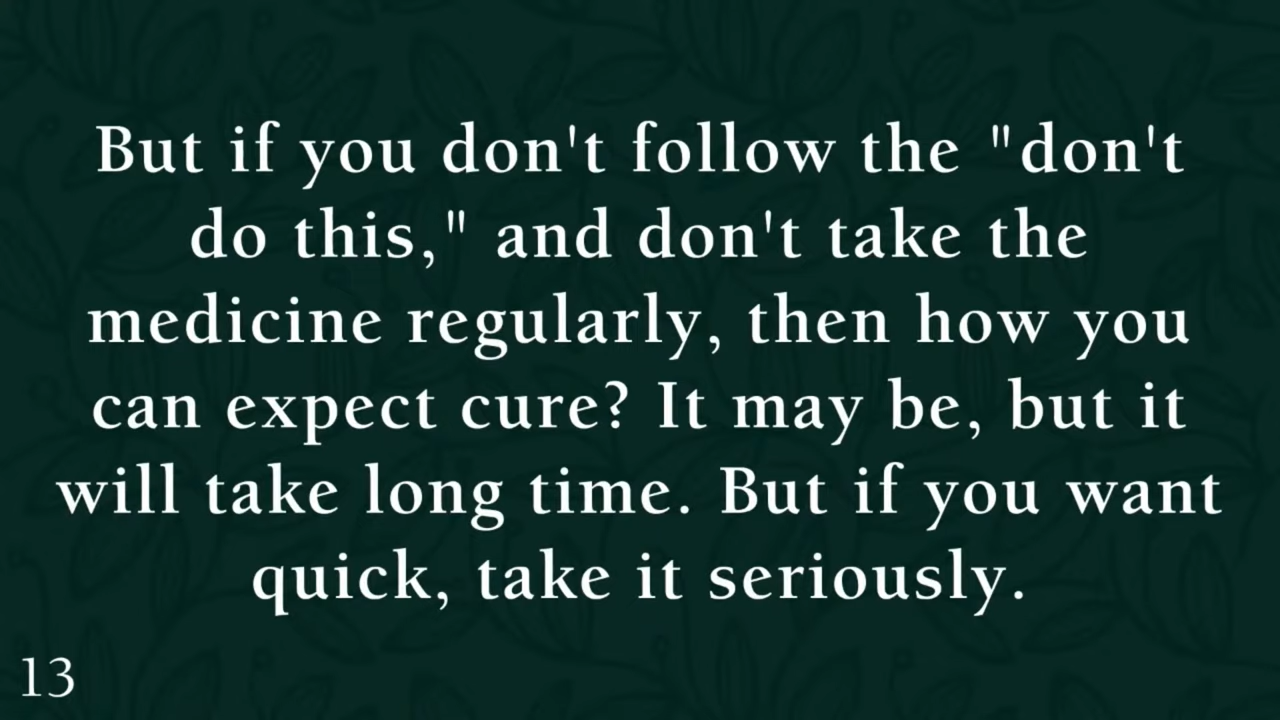 But if you don't follow the "don't
do this," and don't take the
medicine regularly, then how you
can expect cure? It may be, but it
will take long time. But if you want
quick, take it seriously.
13